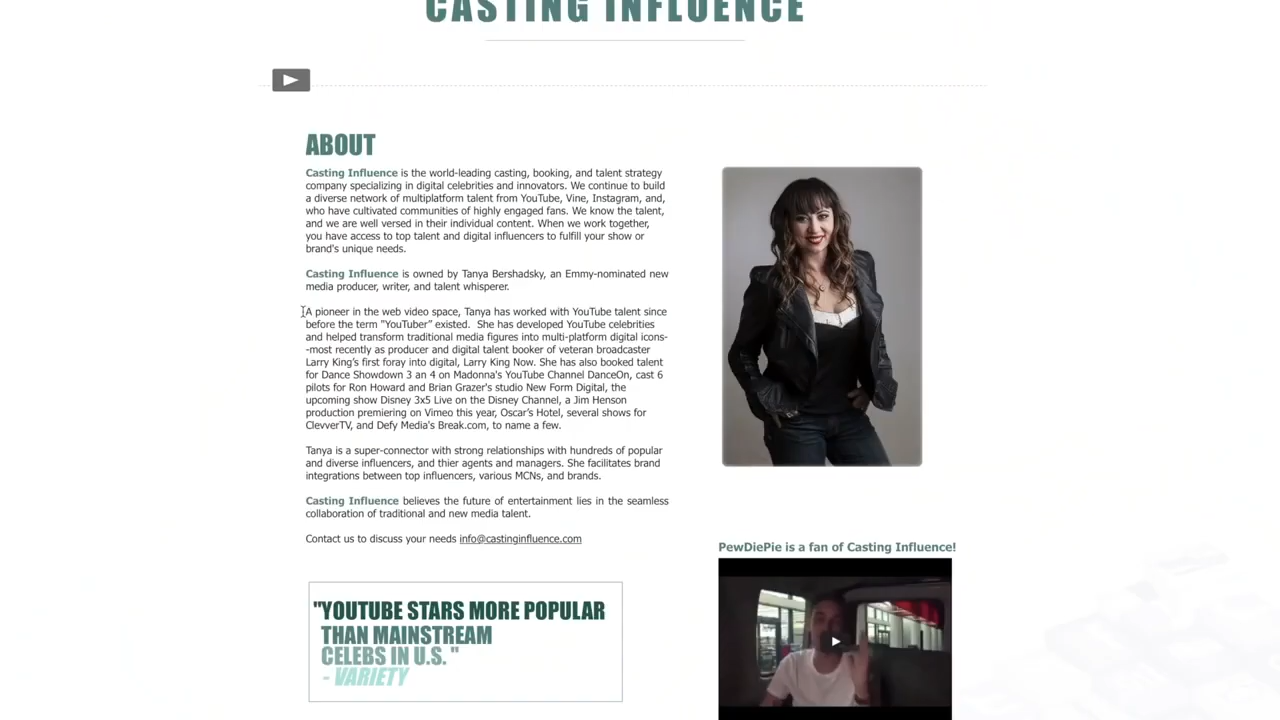 CASTING INFLUENCE
ABOUT
Casting Influence is the world-leading casting, booking, and talent strategy
company specializing in digital celebrities and innovators. We continue to build
a diverse network of multiplatform talent from YouTube, Vine, Instagram, and,
who have cultivated communities of highly engaged fans. We know the talent,
and we are well versed in their individual content. When we work together,
you have access to top talent and digital influencers to fulfill your show or
brand's unique needs.
Casting Influence is owned by Tanya Bershadsky, an Emmy-nominated new
media producer, writer, and talent whisperer.
A pioneer in the web video space, Tanya has worked with YouTube talent since
before the term "YouTuber" existed. She has developed YouTube celebrities
and helped transform traditional media figures into multi-platform digital icons-
-most recently as producer and digital talent booker of veteran broadcaster
Larry King's first foray into digital, Larry King Now. She has also booked talent
for Dance Showdown 3 an 4 on Madonna's YouTube Channel DanceOn, cast 6
pilots for Ron Howard and Brian Grazer's studio New Form Digital, the
upcoming show Disney 3x5 Live on the Disney Channel, a Jim Henson
production premiering on Vimeo this year, Oscar's Hotel, several shows for
ClevverTV, and Defy Media's Break.com, to name a few.
Tanya is a super-connector with strong relationships with hundreds of popular
and diverse influencers, and thier agents and managers. She facilitates brand
integrations between top influencers, various MCNs, and brands.
Casting Influence believes the future of entertainment lies in the seamless
collaboration of traditional and new media talent.
Contact us to discuss your needs info@castinginfluence.com
PewDiePie is a fan of Casting Influence!
"YOUTUBE STARS MORE POPULAR
THAN MAINSTREAM
CELEBS IN U.S. "
- VARIETY